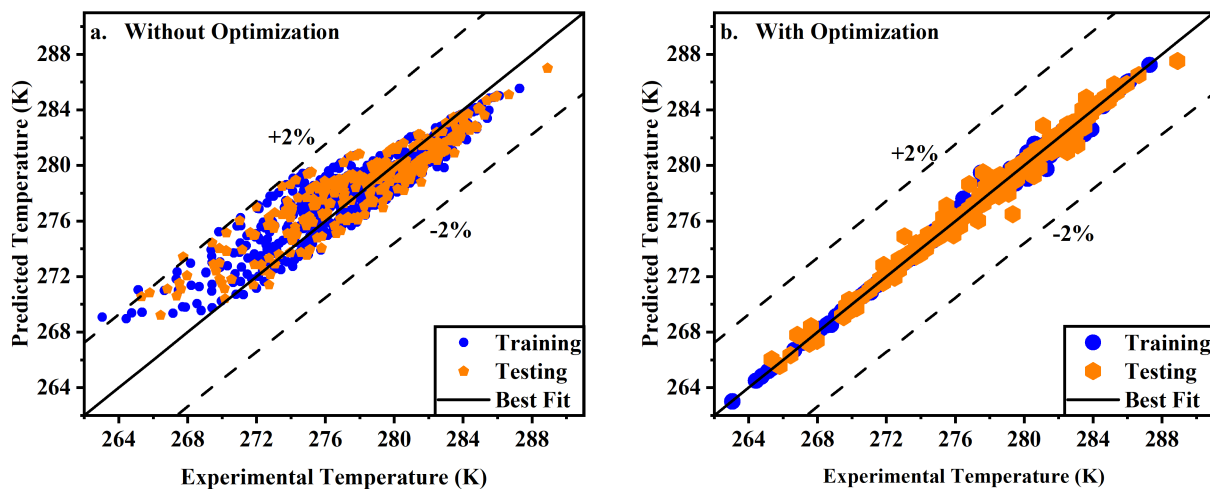 a. Without Optimization
Predicted Temperature (K)
288
284
280
276
272
268
264
+2%
-2%
Training
Testing
Best Fit
264 268 272 276 280 284 288
Experimental Temperature (K)
b. With Optimization
Predicted Temperature (K)
288
284
280
276
272
268
264
+2%
-2%
Training
Testing
Best Fit
264 268 272 276 280 284 288
Experimental Temperature (K)